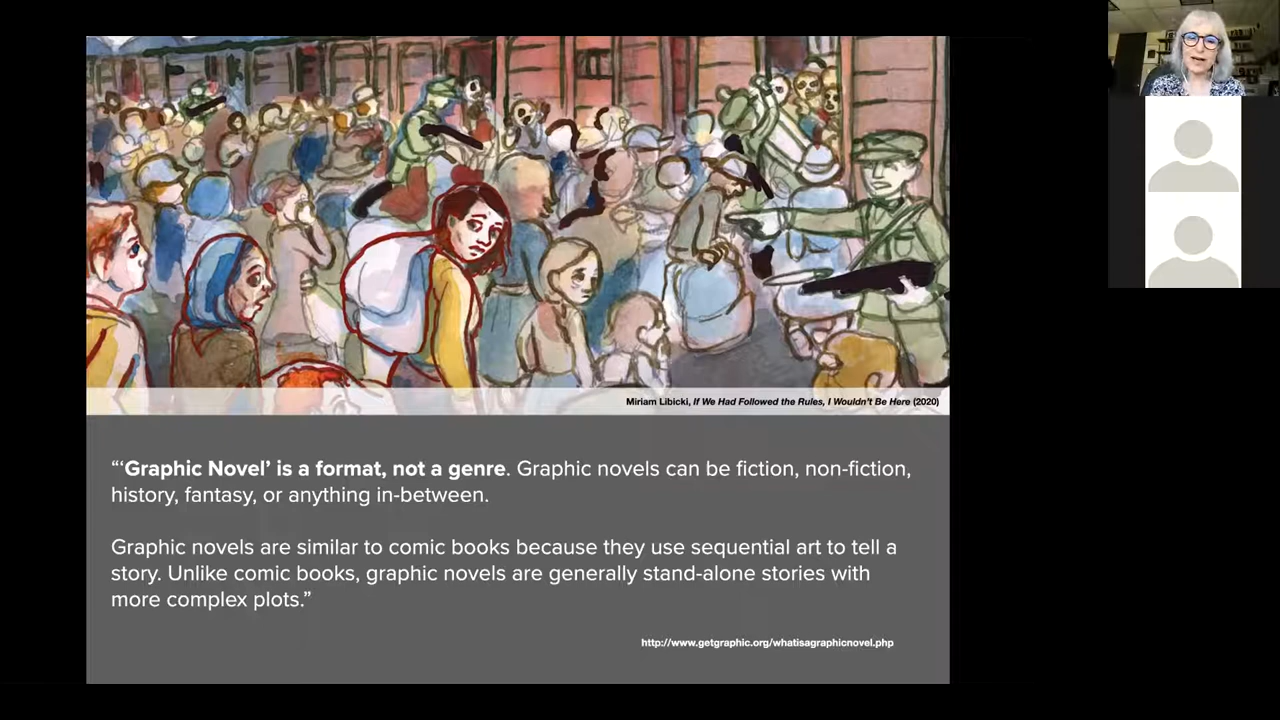 Miriam Libicki, If We Had Followed the Rules, I Wouldn't Be Here (2020)
“‘Graphic Novel’ is a format, not a genre. Graphic novels can be fiction, non-fiction,
history, fantasy, or anything in-between.
Graphic novels are similar to comic books because they use sequential art to tell a
story. Unlike comic books, graphic novels are generally stand-alone stories with
more complex plots.”
http://www.getgraphic.org/whatisagraphicnovel.php